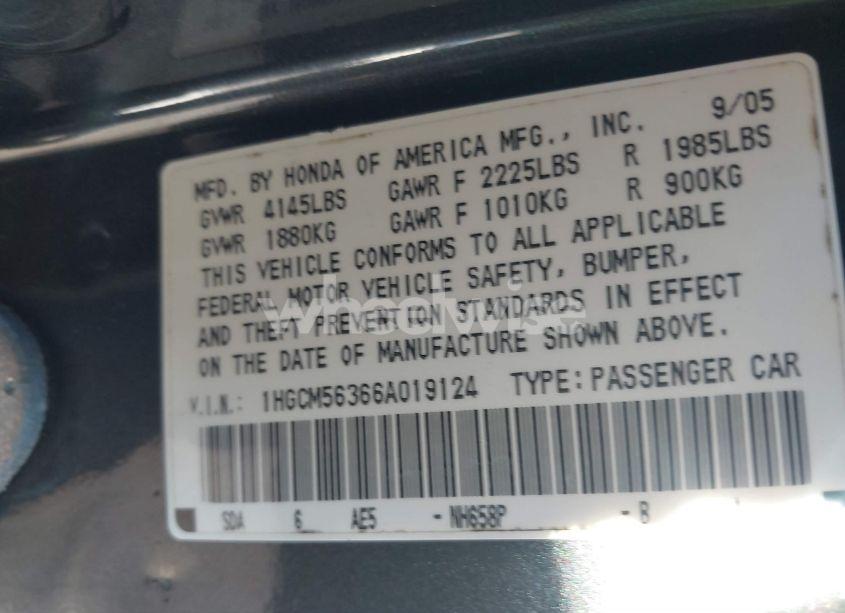 9/05
MFD. BY HONDA OF AMERICA MFG., INC.
GVWR 4145LBS GAWR F 2225LBS R 1985LBS
GVWR 1880KG GAWR F 1010KG R 900KG
THIS VEHICLE CONFORMS TO ALL APPLICABLE
FEDERAL MOTOR VEHICLE SAFETY, BUMPER,
AND THEFT PREVENTION STANDARDS IN EFFECT
ON THE DATE OF MANUFACTURE SHOWN ABOVE.
V.I.N.: 1HGCM56366A019124 TYPE: PASSENGER CAR
SDA 6 AE5 - NH658P - B
wheelwise